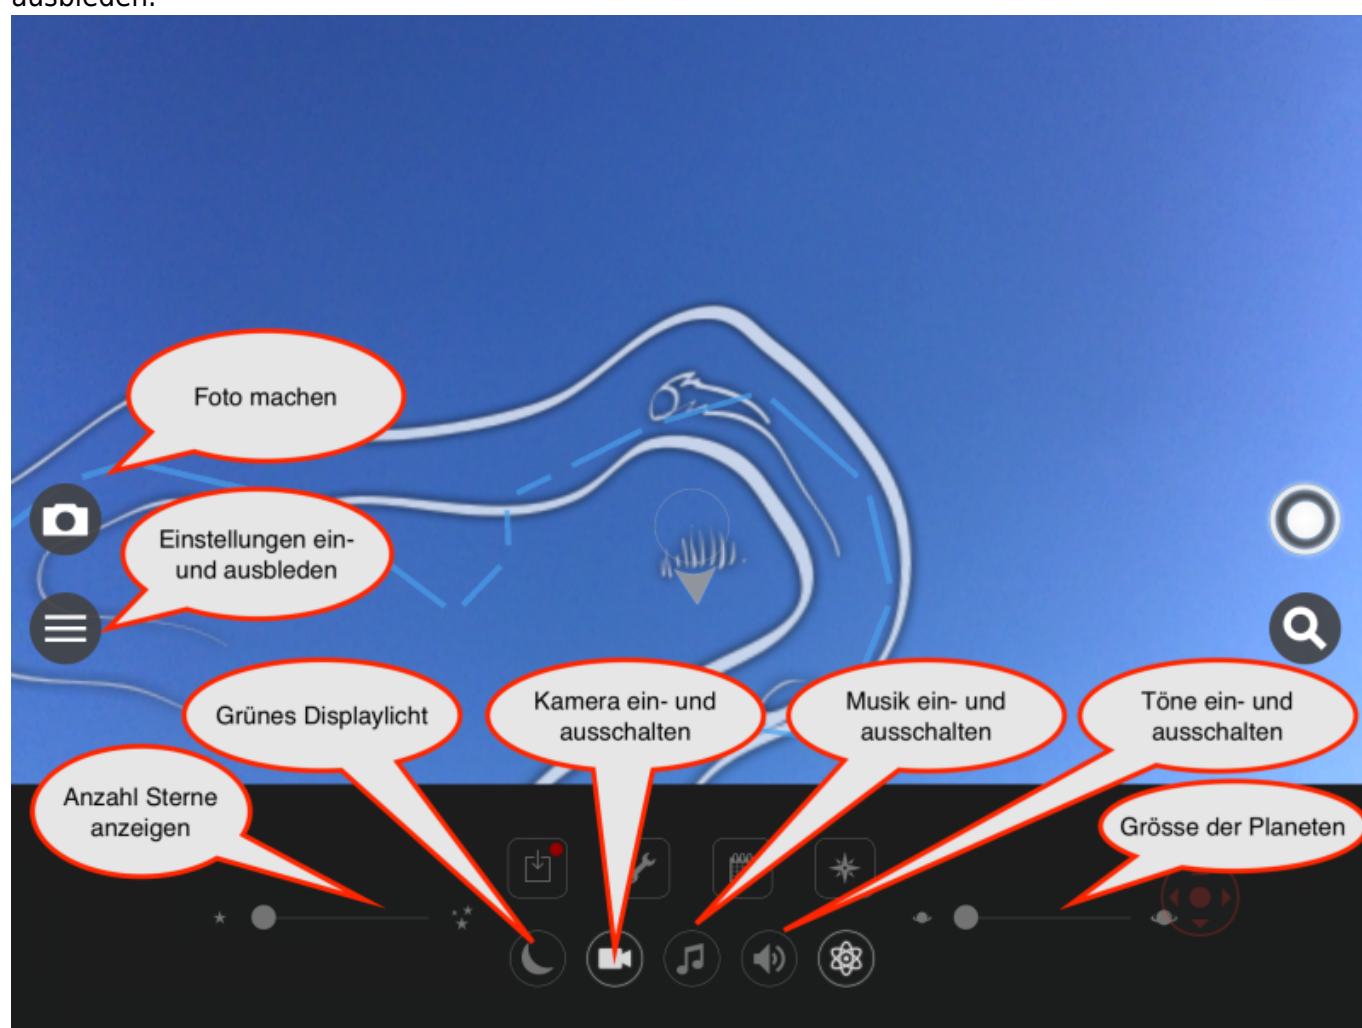 ausbleden.
Foto machen
Einstellungen ein-
und ausbleden
Grünes Displaylicht
Kamera ein- und
ausschalten
Musik ein- und
ausschalten
Töne ein- und
ausschalten
Anzahl Sterne
anzeigen
Grösse der Planeten